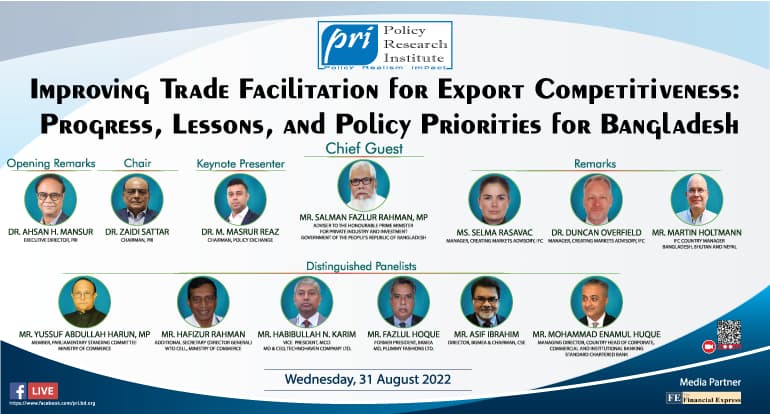 pri
Policy
Research
Institute
Policy Realism Impact
Improving Trade Facilitation for Export Competitiveness:
Progress, Lessons, and Policy Priorities for Bangladesh
Chief Guest
Opening Remarks
Chair
Keynote Presenter
Remarks
DR. AHSAN H. MANSUR
EXECUTIVE DIRECTOR, PRI
DR. ZAIDI SATTAR
CHAIRMAN, PRI
DR. M. MASRUR REAZ
CHAIRMAN, POLICY EXCHANGE
MR. SALMAN FAZLUR RAHMAN, MP
ADVISER TO THE HONOURABLE PRIME MINISTER
FOR PRIVATE INDUSTRY AND INVESTMENT
GOVERNMENT OF THE PEOPLE'S REPUBLIC OF BANGLADESH
MS. SELMA RASAVAC
MANAGER, CREATING MARKETS ADVISORY, IFC
DR. DUNCAN OVERFIELD
MANAGER, CREATING MARKETS ADVISORY, IFC
MR. MARTIN HOLTMANN
IFC COUNTRY MANAGER
BANGLADESH, BHUTAN AND NEPAL
Distinguished Panelists
MR. YUSSUF ABDULLAH HARUN, MP
MEMBER, PARLIAMENTARY STANDING COMMITTEE
MINISTRY OF COMMERCE
MR. HAFIZUR RAHMAN
ADDITIONAL SECRETARY (DIRECTOR GENERAL)
WTO CELL, MINISTRY OF COMMERCE
MR. HABIBULLAH N. KARIM
VICE PRESIDENT, MCCI
MD & CEO, TECHNOHAVEN COMPANY LTD.
MR. FAZLUL HOQUE
FORMER PRESIDENT, BKMEA
MD, PLUMMY FASHIONS LTD.
MR. ASIF IBRAHIM
DIRECTOR, BGMEA & CHAIRMAN, CSE
MR. MOHAMMAD ENAMUL HUQUE
MANAGING DIRECTOR, COUNTRY HEAD OF CORPORATE,
COMMERCIAL AND INSTITUTIONAL BANKING
STANDARD CHARTERED BANK
f LIVE
https://www.facebook.com/pri.bd.org
Wednesday, 31 August 2022
Media Partner
FE The Financial Express